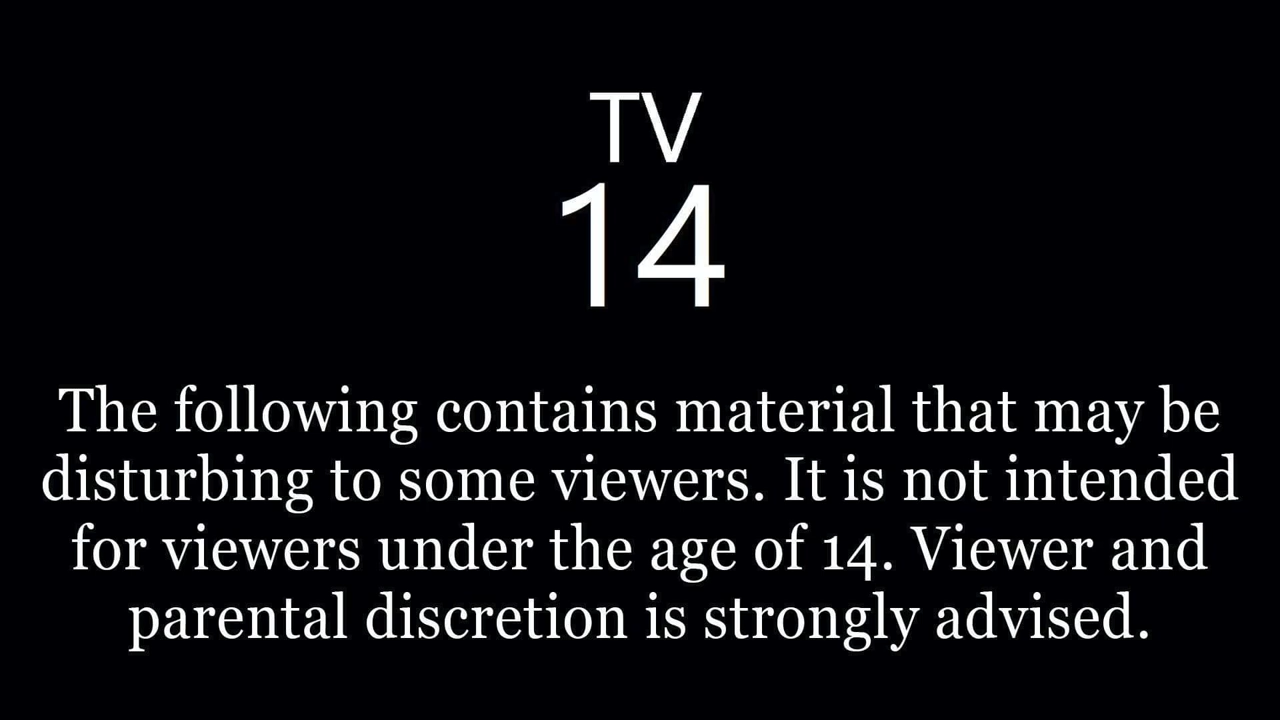 TV
14
The following contains material that may be
disturbing to some viewers. It is not intended
for viewers under the age of 14. Viewer and
parental discretion is strongly advised.